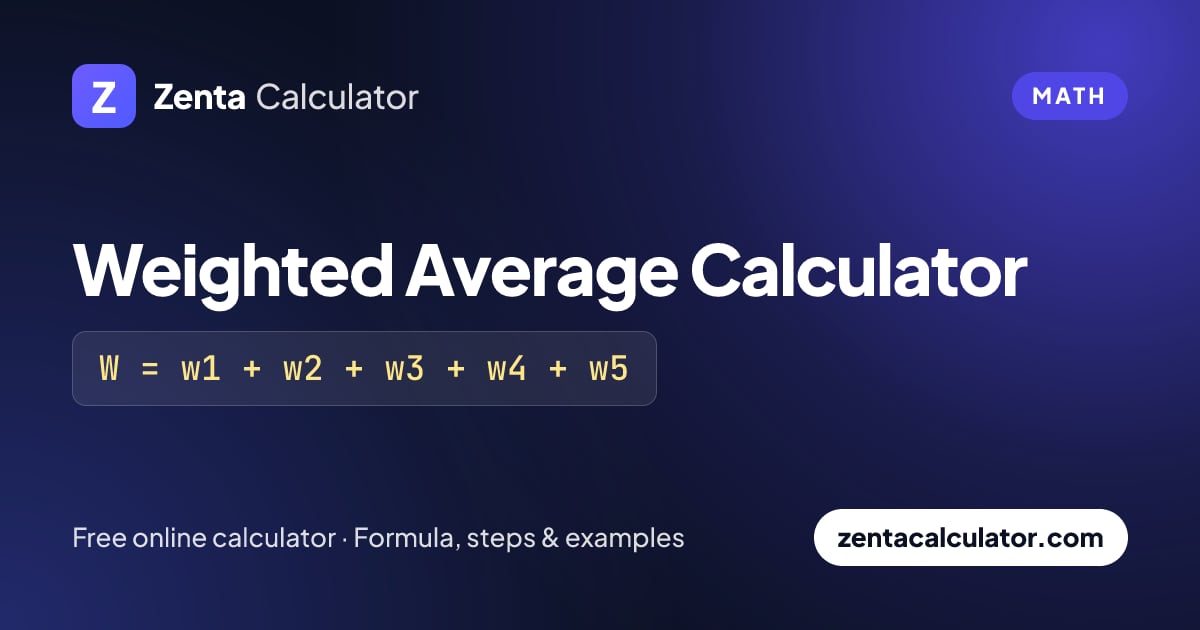 Z
Zenta Calculator
MATH
Weighted Average Calculator
W = w1 + w2 + w3 + w4 + w5
Free online calculator · Formula, steps & examples
zentacalculator.com